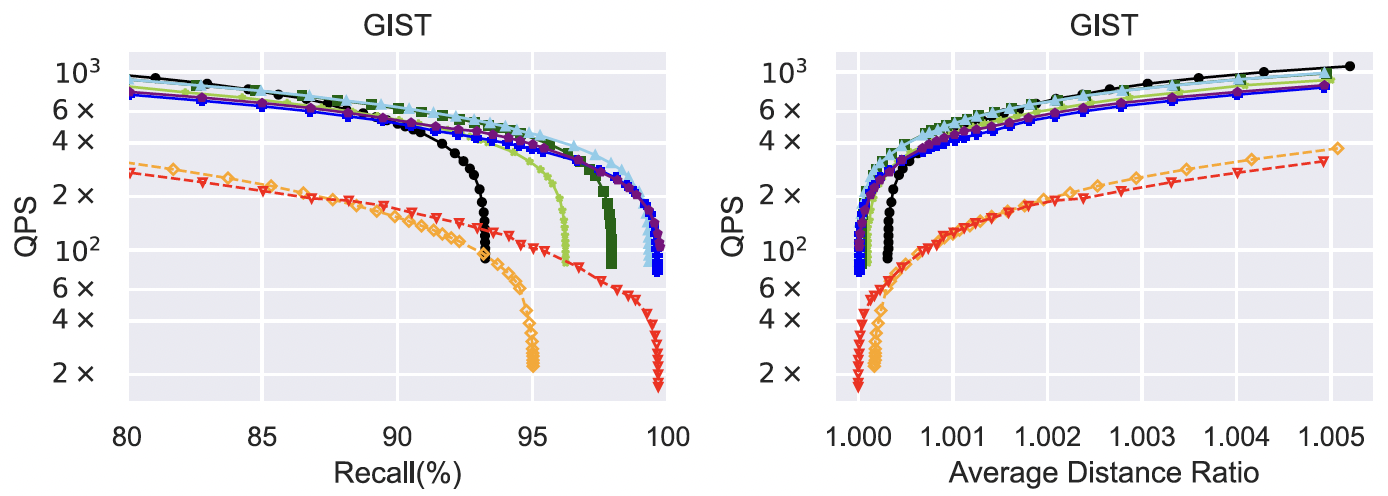 GIST
10³
6 ×
4 ×
2 ×
10²
6 ×
4 ×
2 ×
QPS
80 85 90 95 100
Recall(%)
GIST
10³
6 ×
4 ×
2 ×
10²
6 ×
4 ×
2 ×
QPS
1.000 1.001 1.002 1.003 1.004 1.005
Average Distance Ratio